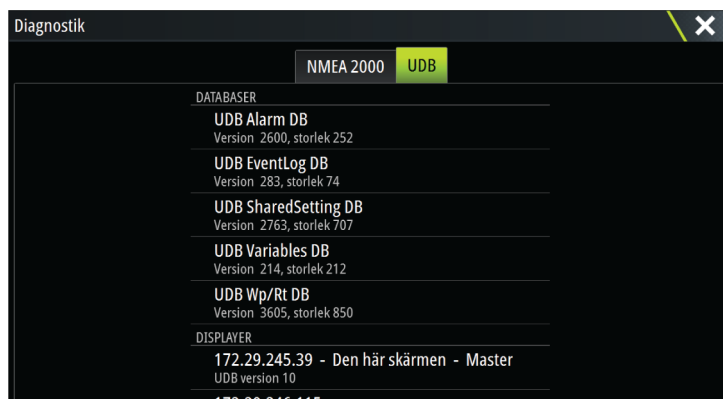 Diagnostik
NMEA 2000 UDB
DATABASER
UDB Alarm DB
Version 2600, storlek 252
UDB EventLog DB
Version 283, storlek 74
UDB SharedSetting DB
Version 2763, storlek 707
UDB Variables DB
Version 214, storlek 212
UDB Wp/Rt DB
Version 3605, storlek 850
DISPLAYER
172.29.245.39 - Den här skärmen - Master
UDB version 10